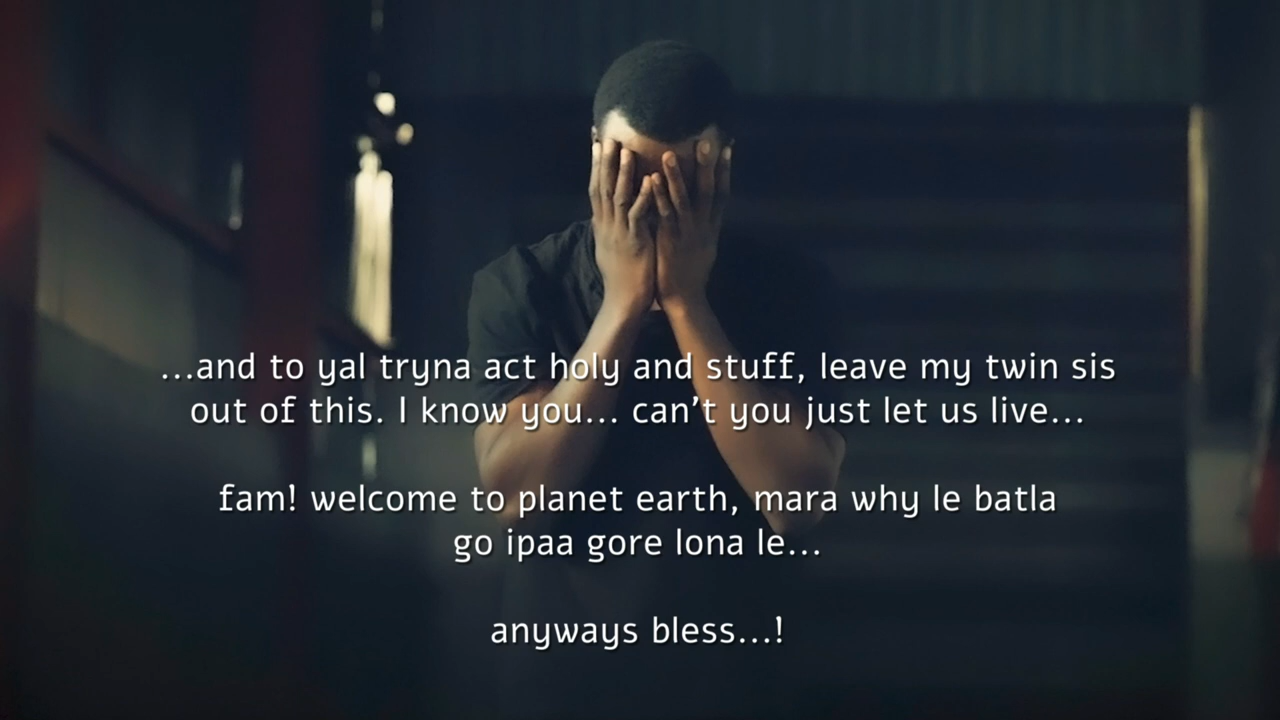 ...and to yal tryna act holy and stuff, leave my twin sis
out of this. I know you... can't you just let us live...
fam! welcome to planet earth, mara why le batla
go ipaa gore lona le...
anyways bless...!